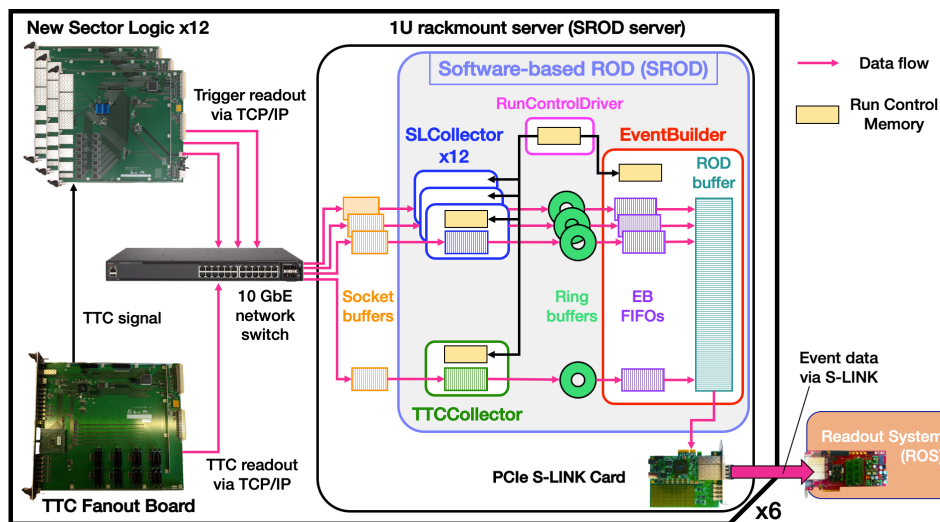 New Sector Logic x12
1U rackmount server (SROD server)
Software-based ROD (SROD)
Data flow
Run Control
Memory
RunControlDriver
Trigger readout
via TCP/IP
SLCollector
x12
EventBuilder
ROD
buffer
10 GbE
network
switch
Socket
buffers
Ring
buffers
EB
FIFOs
TTC signal
TTCCollector
Event data
via S-LINK
TTC readout
via TCP/IP
PCIe S-LINK Card
Readout System
(ROS)
TTC Fanout Board
x6